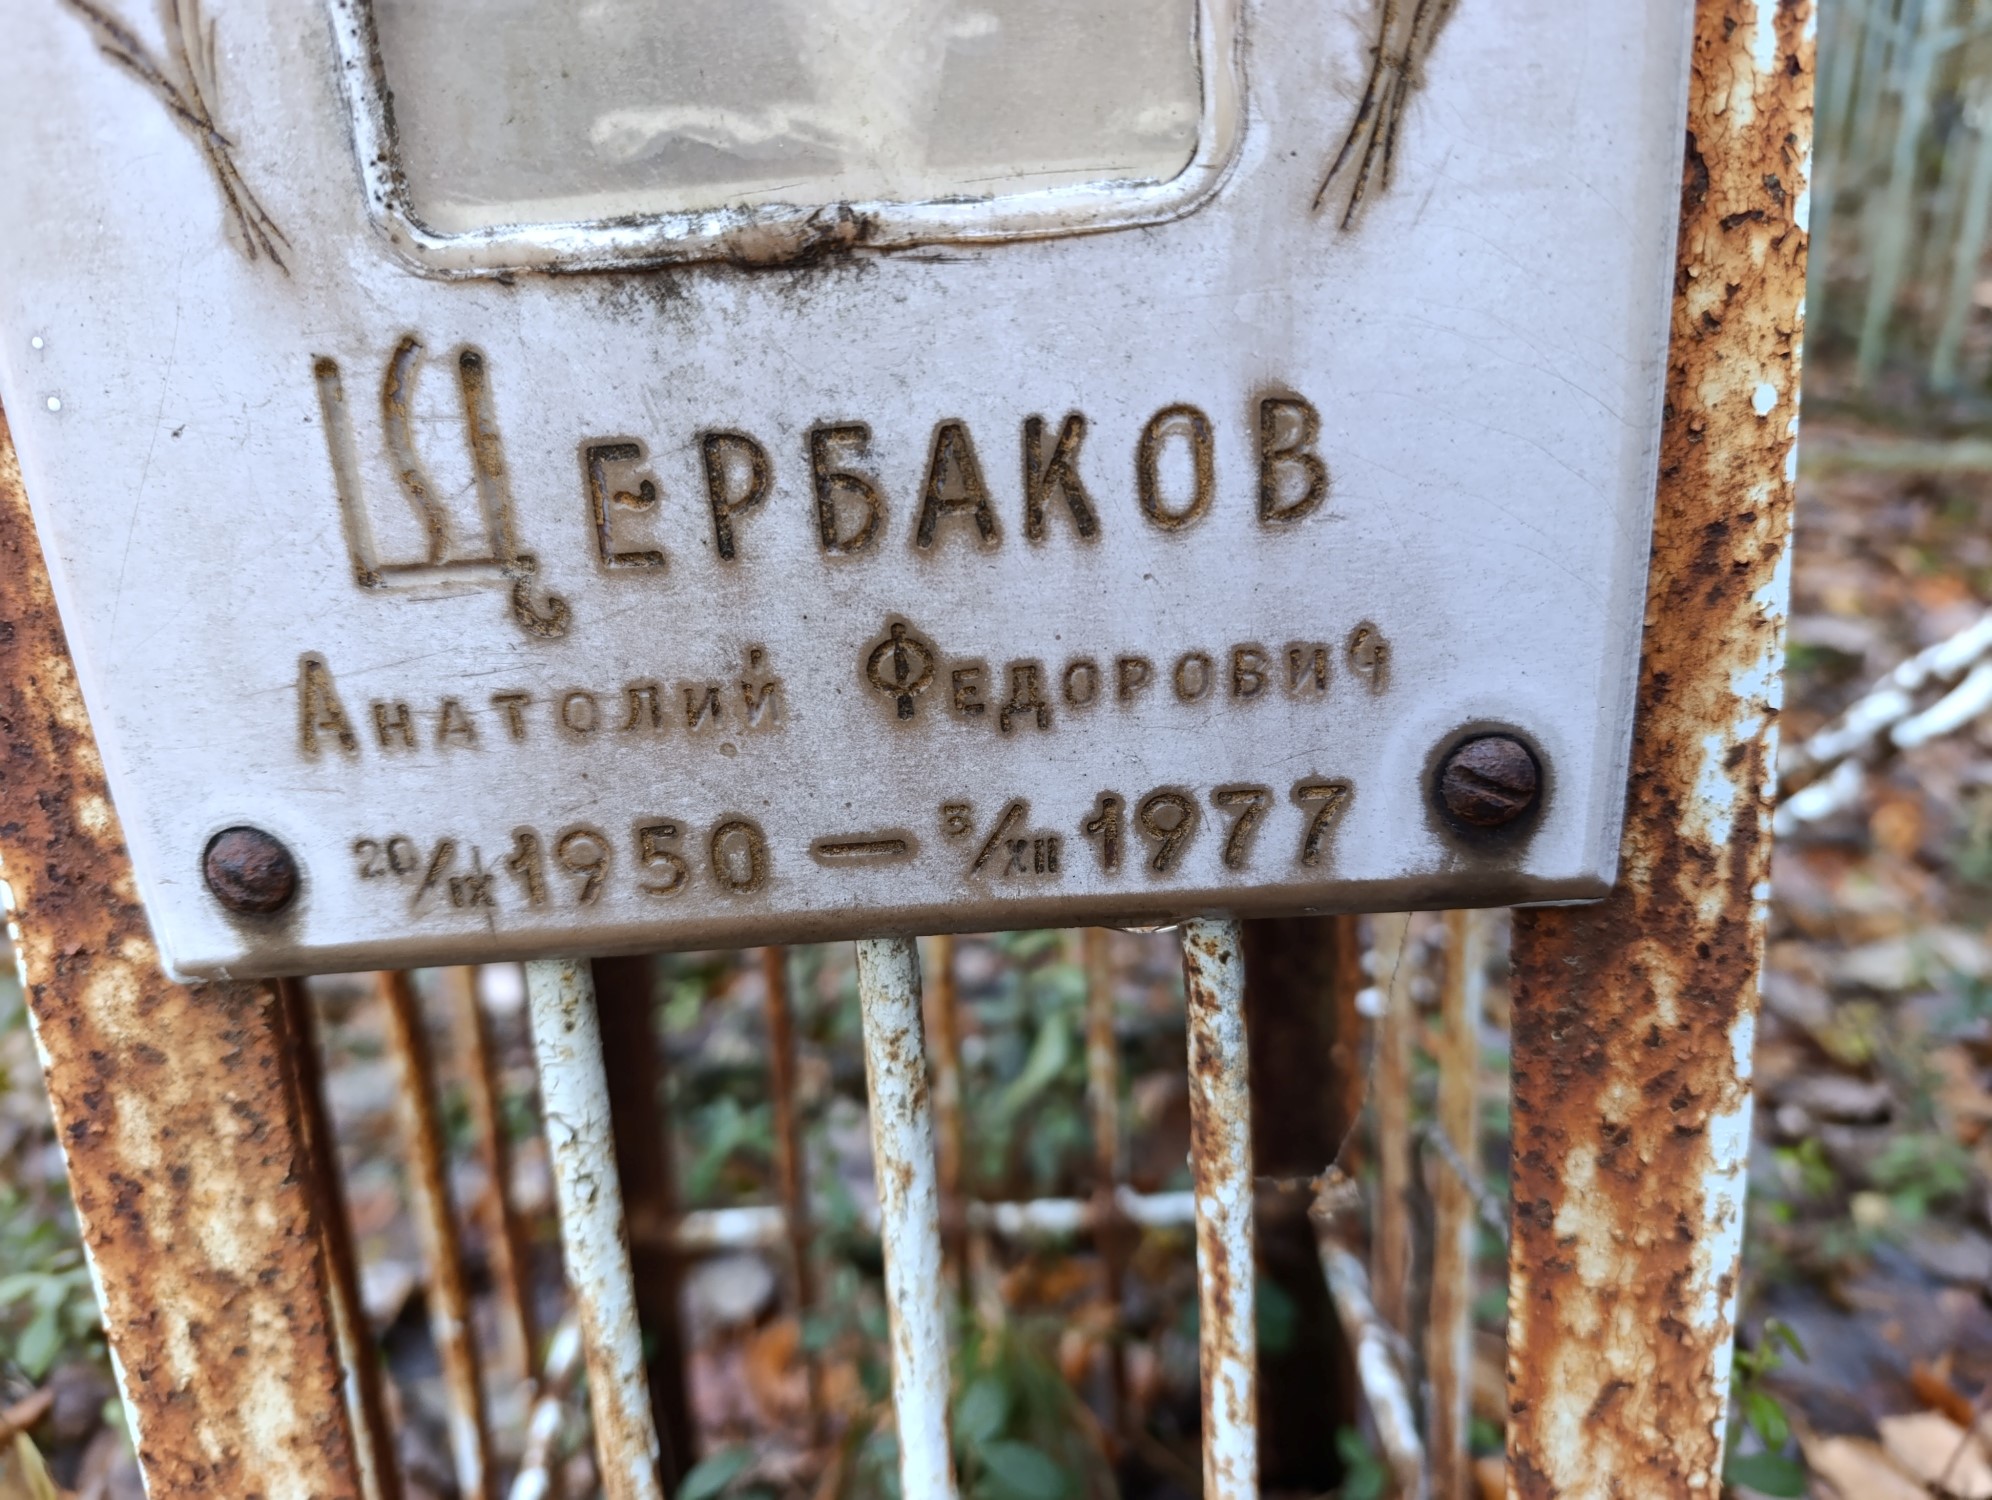 Щербаков
Анатолий Федорович
20/IX 1950 — 5/XII 1977